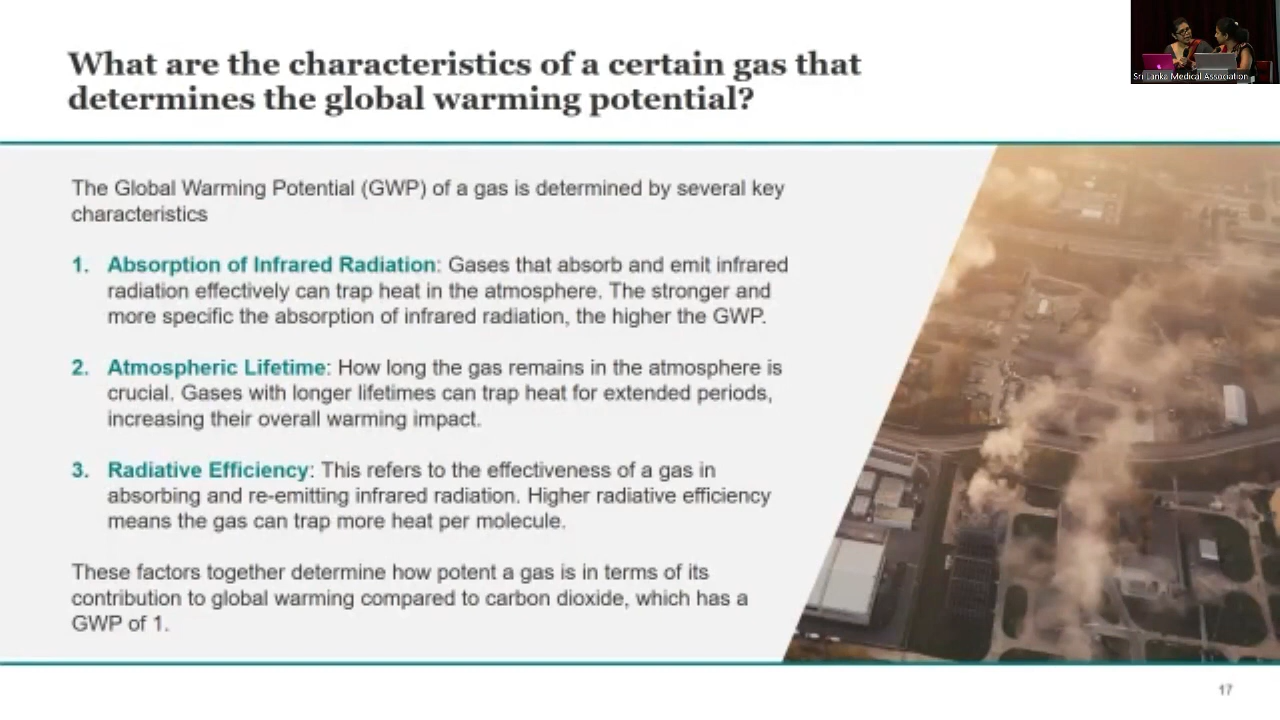 What are the characteristics of a certain gas that
determines the global warming potential?
Sri Lanka Medical Association
The Global Warming Potential (GWP) of a gas is determined by several key
characteristics
1. Absorption of Infrared Radiation: Gases that absorb and emit infrared
radiation effectively can trap heat in the atmosphere. The stronger and
more specific the absorption of infrared radiation, the higher the GWP.
2. Atmospheric Lifetime: How long the gas remains in the atmosphere is
crucial. Gases with longer lifetimes can trap heat for extended periods,
increasing their overall warming impact.
3. Radiative Efficiency: This refers to the effectiveness of a gas in
absorbing and re-emitting infrared radiation. Higher radiative efficiency
means the gas can trap more heat per molecule.
These factors together determine how potent a gas is in terms of its
contribution to global warming compared to carbon dioxide, which has a
GWP of 1.
17